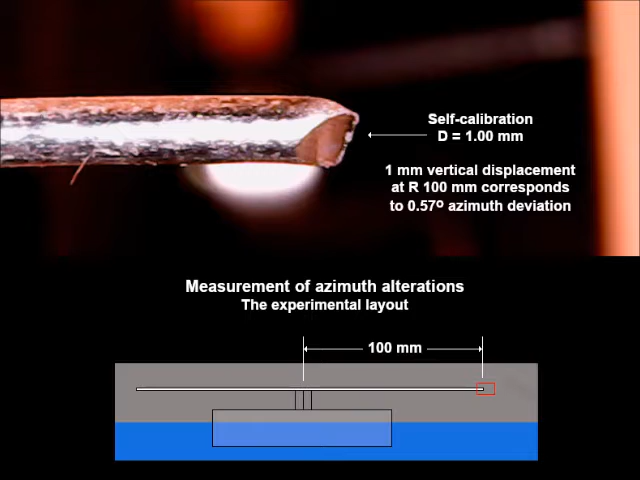 Self-calibration
D = 1.00 mm
1 mm vertical displacement
at R 100 mm corresponds
to 0.57º azimuth deviation
Measurement of azimuth alterations
The experimental layout
100 mm